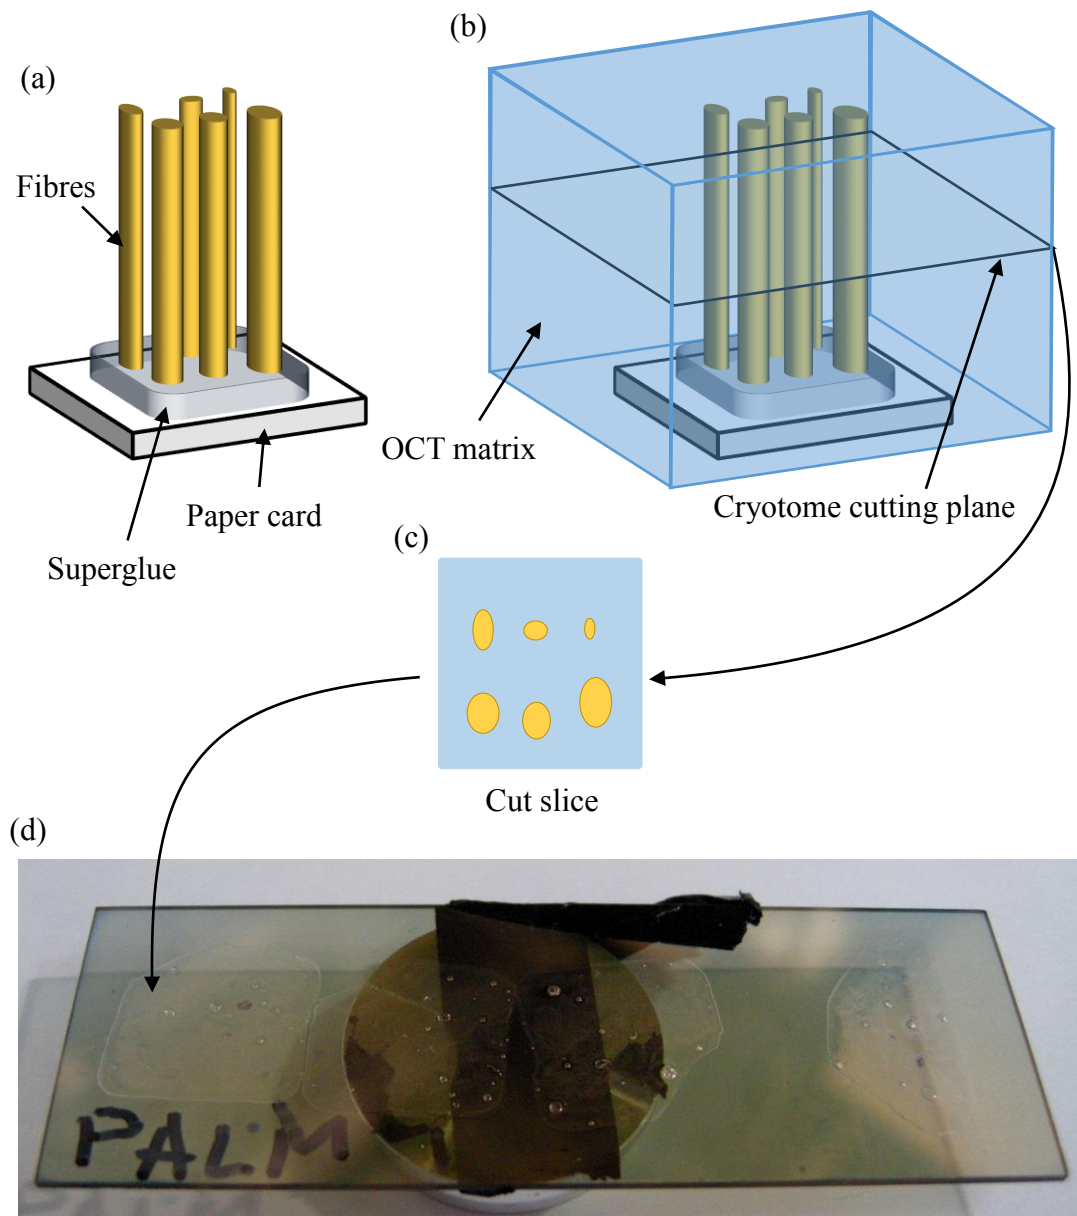 (a)
(b)
Fibres
OCT matrix
Paper card
Cryotome cutting plane
Superglue
(c)
Cut slice
(d)
PALM